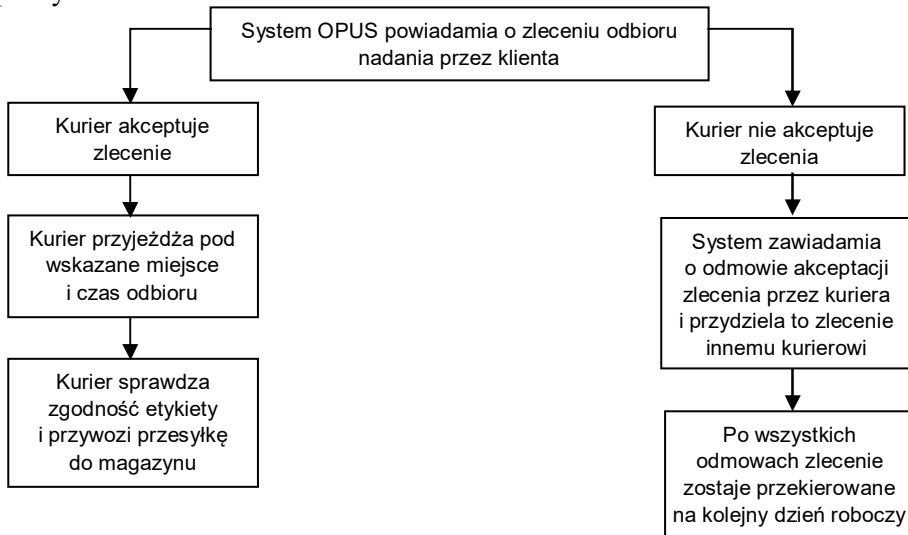 System OPUS powiadamia o zleceniu odbioru
nadania przez klienta
Kurier akceptuje
zlecenie
Kurier nie akceptuje
zlecenia
Kurier przyjeżdża pod
wskazane miejsce
i czas odbioru
System zawiadamia
o odmowie akceptacji
zlecenia przez kuriera
i przydziela to zlecenie
innemu kurierowi
Kurier sprawdza
zgodność etykiety
i przywozi przesyłkę
do magazynu
Po wszystkich
odmowach zlecenie
zostaje przekierowane
na kolejny dzień roboczy